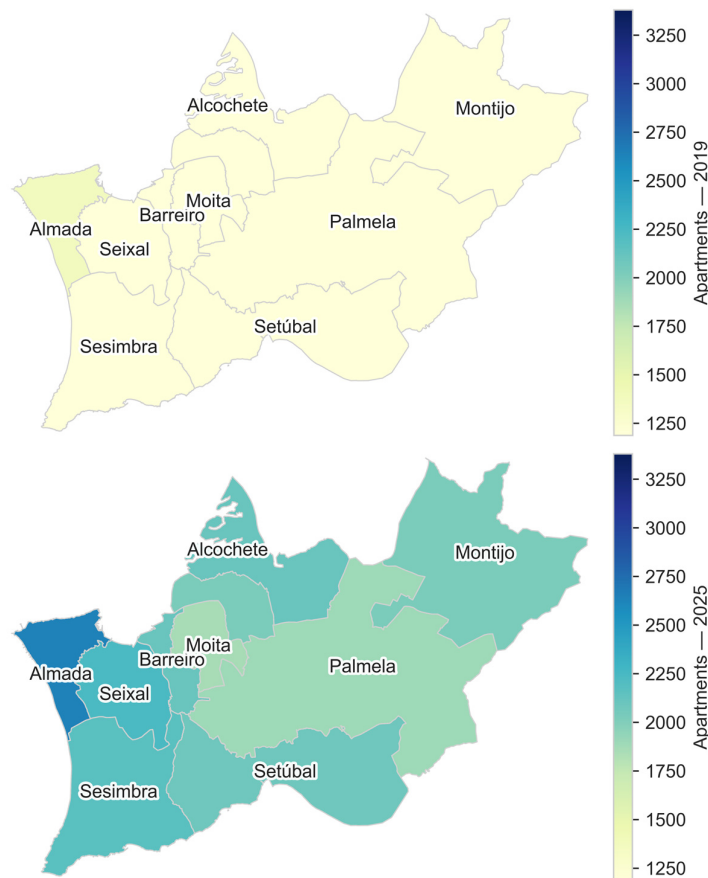 Alcochete
Montijo
Moita
Barreiro
Palmela
Almada
Seixal
Setúbal
Sesimbra
3250
3000
2750
2500
2250
2000
1750
1500
1250
Apartments — 2019
Alcochete
Montijo
Moita
Barreiro
Palmela
Almada
Seixal
Setúbal
Sesimbra
3250
3000
2750
2500
2250
2000
1750
1500
1250
Apartments — 2025